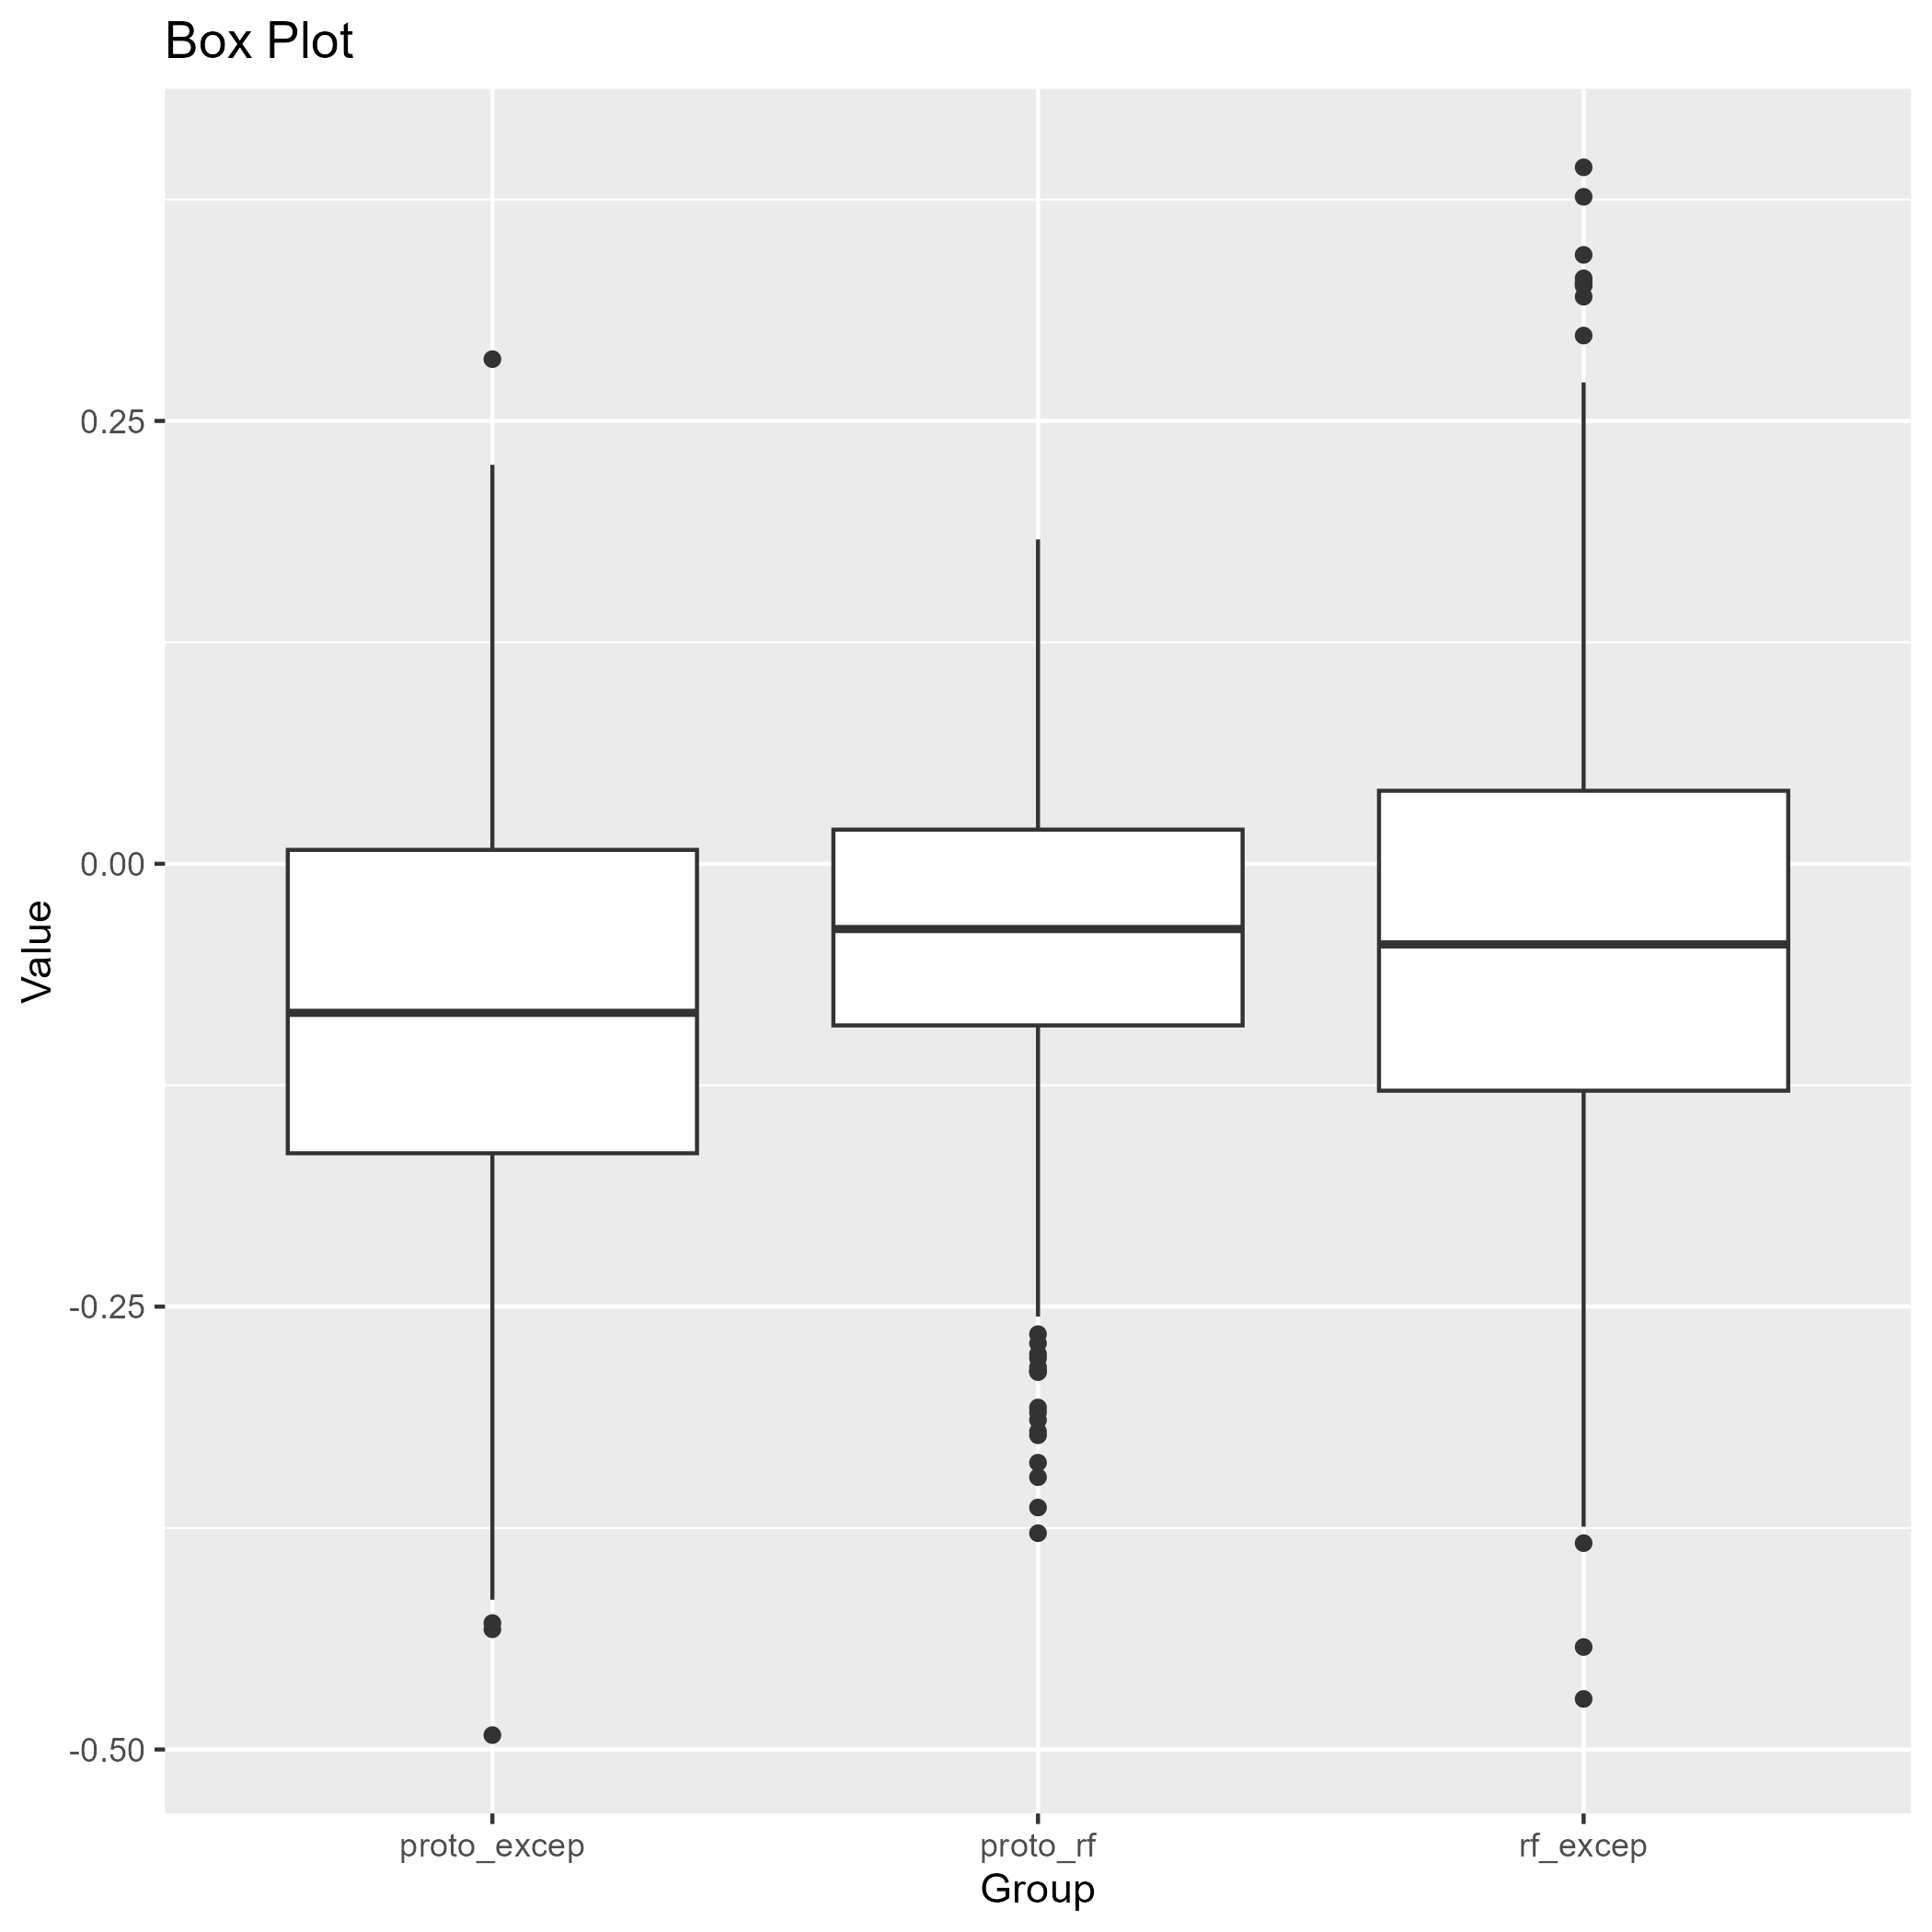 Box Plot
0.25
0.00
-0.25
-0.50
Value
proto_excep
proto_rf
rf_excep
Group